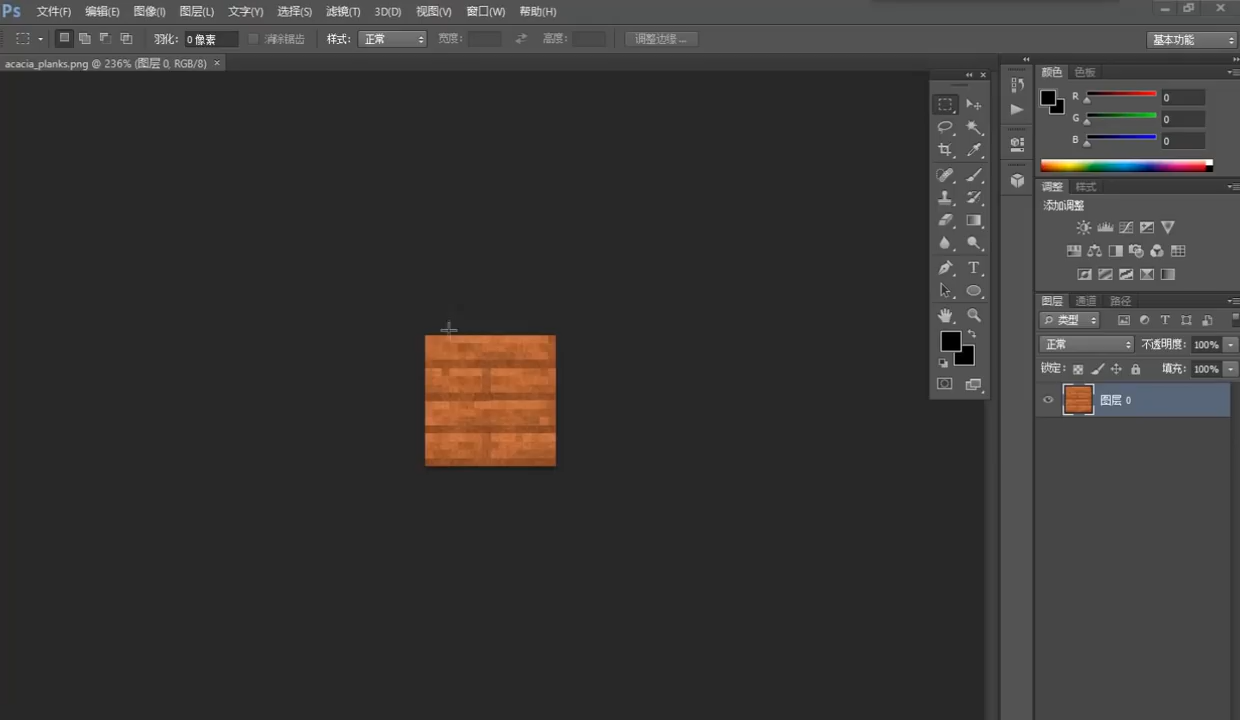 Ps 文件(F) 编辑(E) 图像(I) 图层(L) 文字(Y) 选择(S) 滤镜(T) 3D(D) 视图(V) 窗口(W) 帮助(H)
羽化: 0 像素 消除锯齿 样式: 正常 宽度: 高度: 调整边缘 ... 基本功能
acacia_planks.png @ 236% (图层 0, RGB/8) ×
颜色 色板
R 0
G 0
B 0
调整 样式
添加调整
图层 通道 路径
类型 T
正常 不透明度: 100%
锁定: 填充: 100%
图层 0
T